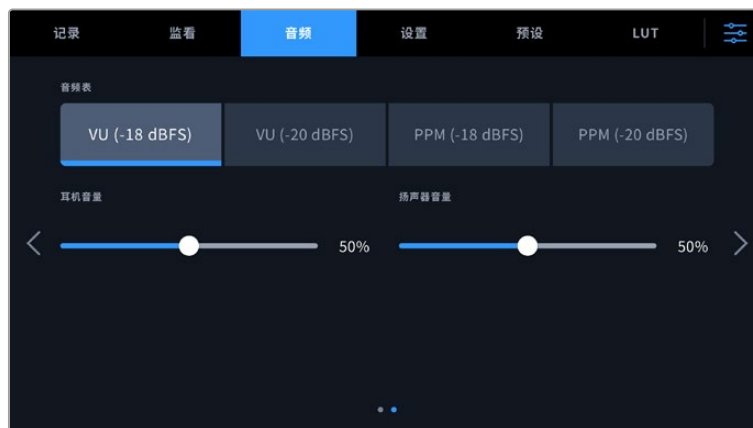 记录 监看 音频 设置 预设 LUT
音频表
VU (-18 dBFS) VU (-20 dBFS) PPM (-18 dBFS) PPM (-20 dBFS)
耳机音量 扬声器音量
50% 50%